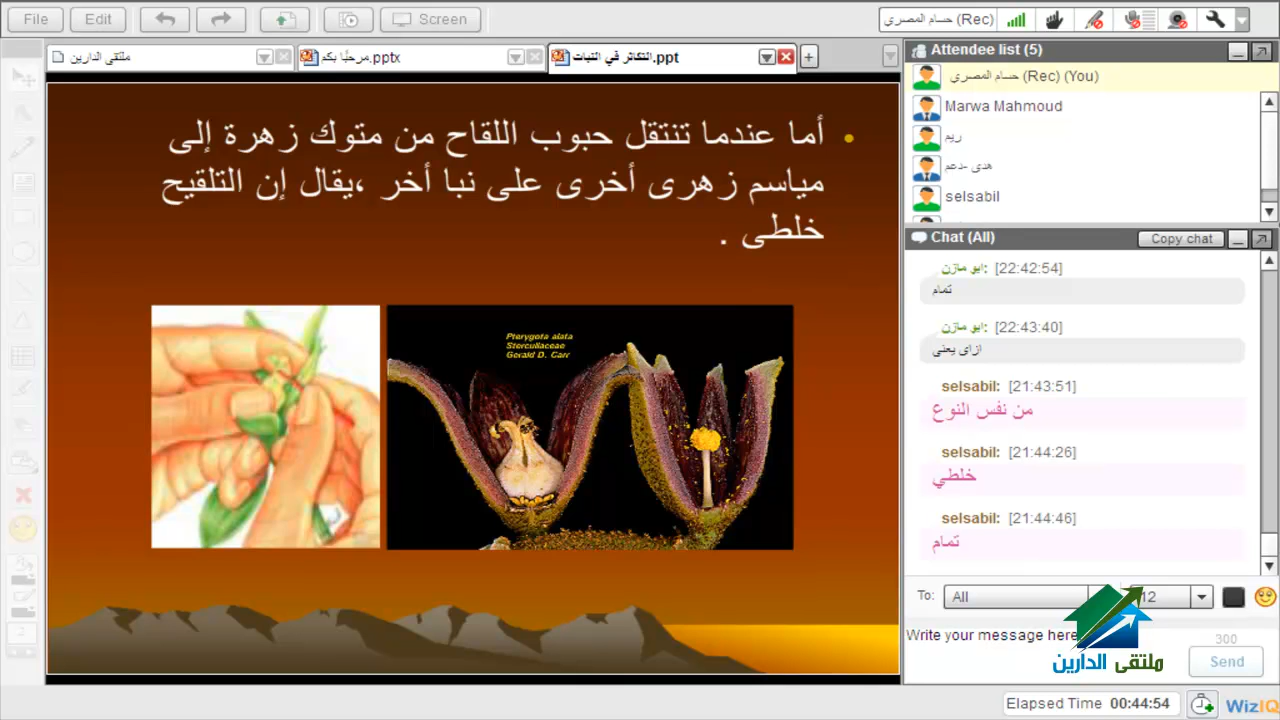 File
Edit
Screen
حسام المصري (Rec)
ملتقى الدارين
مرحبًا بكم.pptx
التكاثر في النبات.ppt
أما عندما تنتقل حبوب اللقاح من متوك زهرة إلى
مياسم زهرى أخرى على نبا أخر ،يقال إن التلقيح
خلطى .
Pterygota alata
Sterculiaceae
Gerald D. Carr
Attendee list (5)
حسام المصري (Rec) (You)
Marwa Mahmoud
ريم
هدى -دعم
selsabil
Chat (All)
Copy chat
ابو مازن: [22:42:54]
تمام
ابو مازن: [22:43:40]
ازاى يعنى
selsabil: [21:43:51]
من نفس النوع
selsabil: [21:44:26]
خلطي
selsabil: [21:44:46]
تمام
To:
All
12
Write your message here
300
Send
ملتقى الدارين
Elapsed Time 00:44:54
WizIQ